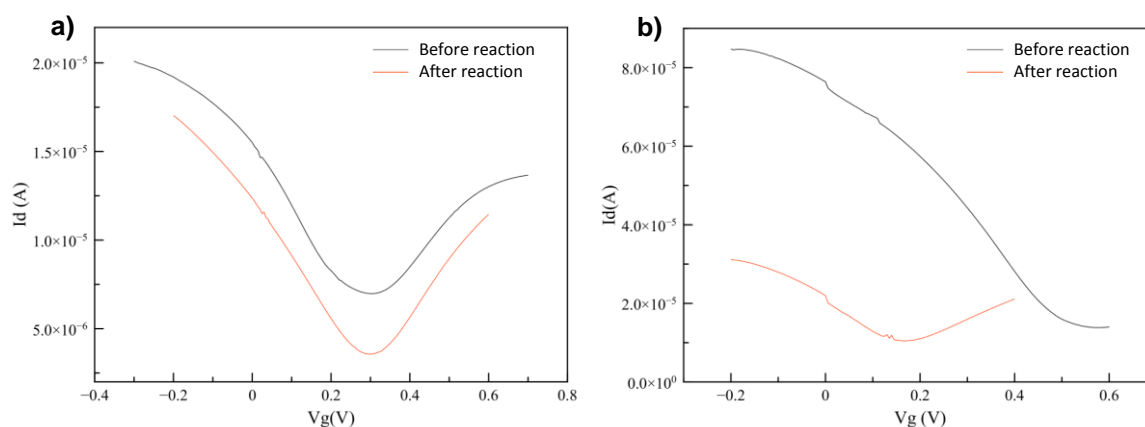 a)
Before reaction
After reaction
2.0×10⁻⁵
1.5×10⁻⁵
1.0×10⁻⁵
5.0×10⁻⁶
Id (A)
−0.4 −0.2 0 0.2 0.4 0.6 0.8
Vg(V)
b)
Before reaction
After reaction
8.0×10⁻⁵
6.0×10⁻⁵
4.0×10⁻⁵
2.0×10⁻⁵
0.0×10⁰
Id(A)
−0.2 0 0.2 0.4 0.6
Vg (V)